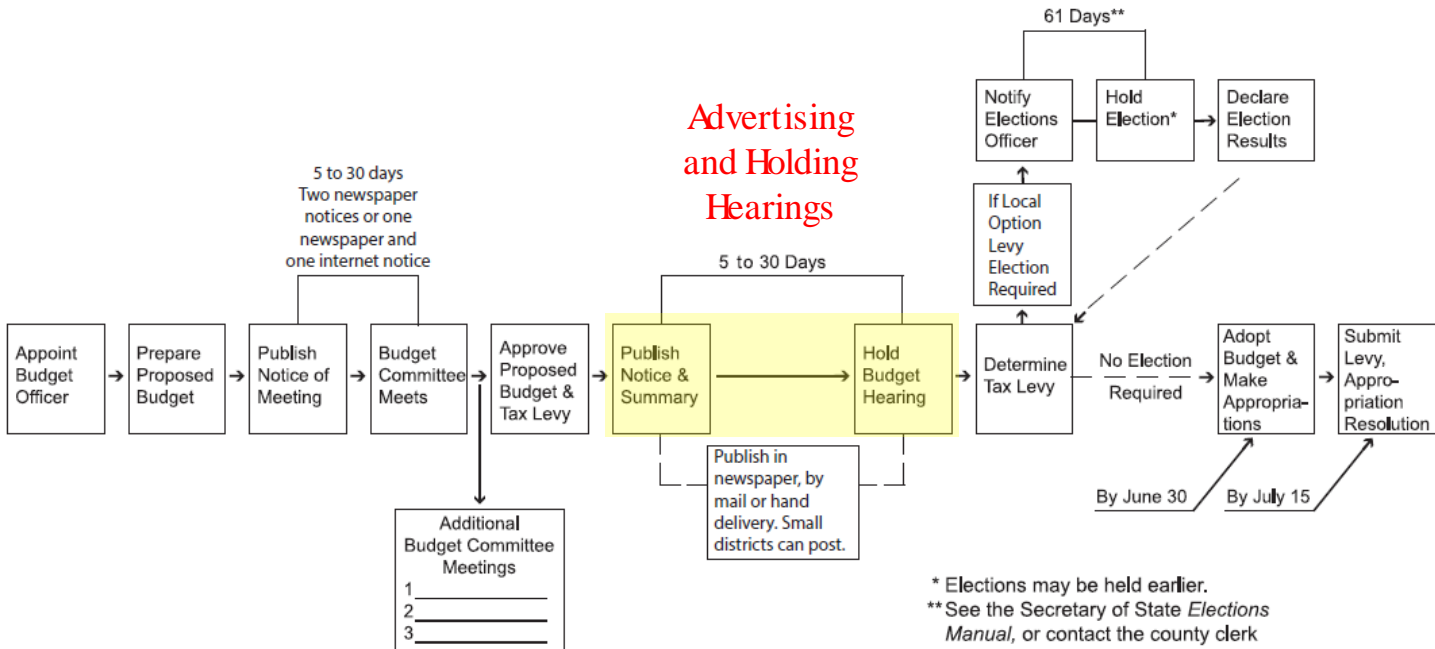 61 Days**
Notify
Elections
Officer
Hold
Election*
Declare
Election
Results
Advertising
and Holding
Hearings
5 to 30 days
Two newspaper
notices or one
newspaper and
one internet notice
If Local
Option
Levy
Election
Required
5 to 30 Days
Appoint
Budget
Officer
Prepare
Proposed
Budget
Publish
Notice of
Meeting
Budget
Committee
Meets
Approve
Proposed
Budget &
Tax Levy
Publish
Notice &
Summary
Hold
Budget
Hearing
Determine
Tax Levy
No Election
Required
Adopt
Budget &
Make
Appropria-
tions
Submit
Levy,
Appro-
priation
Resolution
Publish in
newspaper, by
mail or hand
delivery. Small
districts can post.
By June 30
By July 15
Additional
Budget Committee
Meetings
1
2
3
* Elections may be held earlier.
** See the Secretary of State Elections
Manual, or contact the county clerk